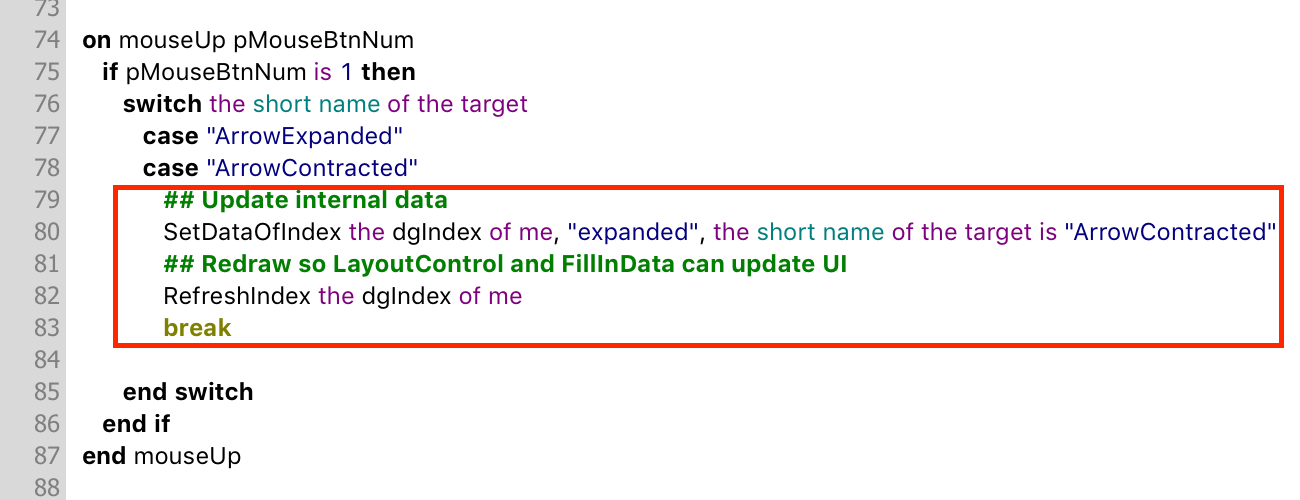 73
74 on mouseUp pMouseBtnNum
75 if pMouseBtnNum is 1 then
76 switch the short name of the target
77 case "ArrowExpanded"
78 case "ArrowContracted"
79 ## Update internal data
80 SetDataOfIndex the dgIndex of me, "expanded", the short name of the target is "ArrowContracted"
81 ## Redraw so LayoutControl and FillInData can update UI
82 RefreshIndex the dgIndex of me
83 break
84
85 end switch
86 end if
87 end mouseUp
88